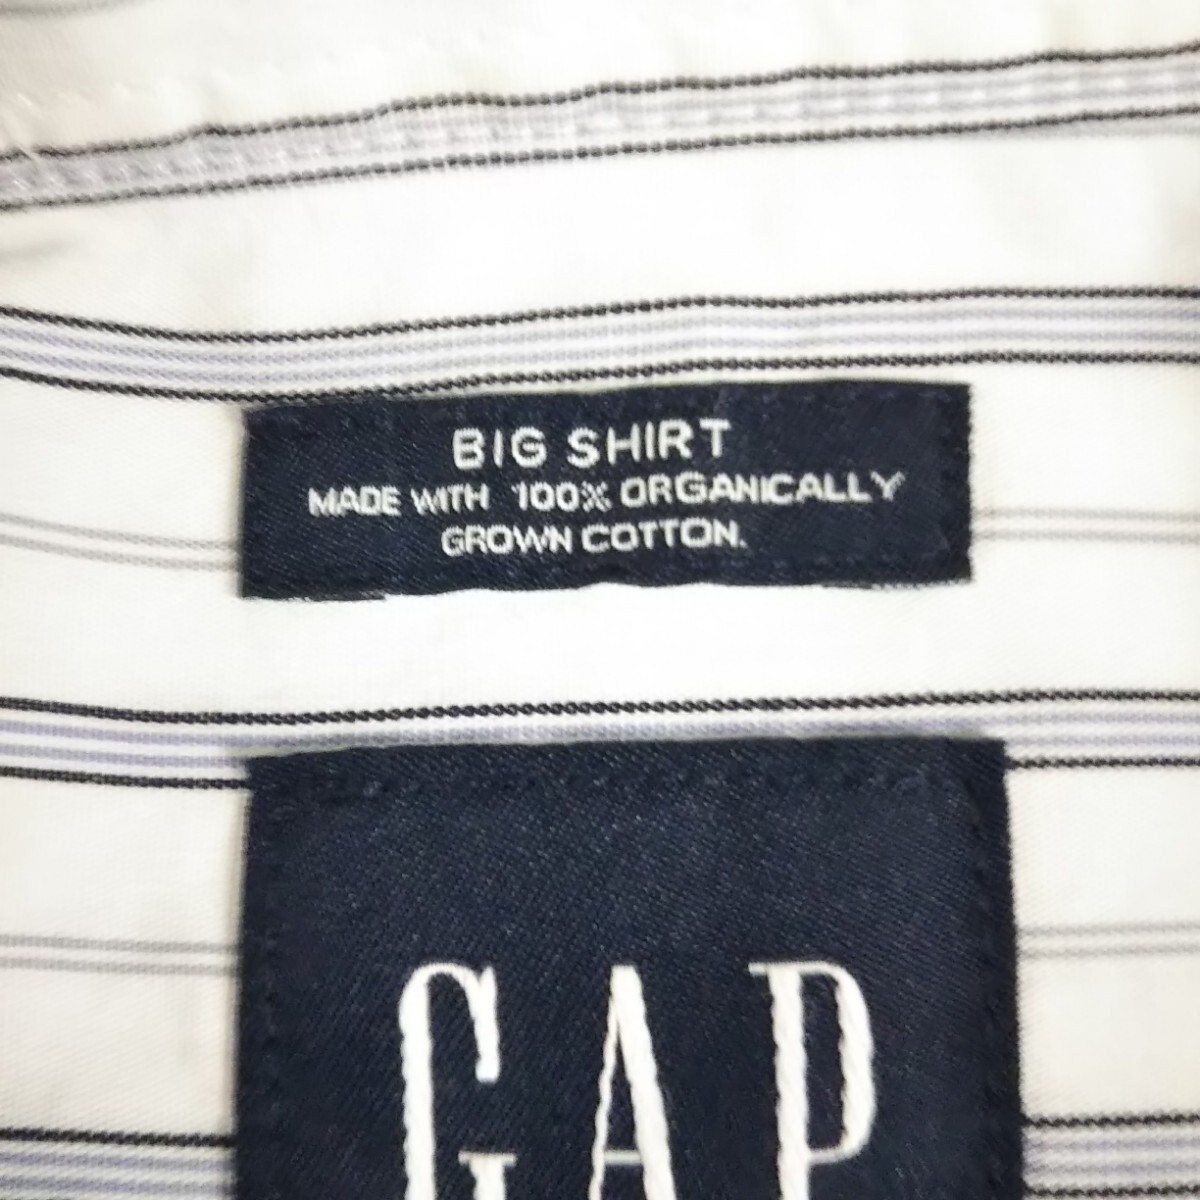 BIG SHIRT
MADE WITH 100% ORGANICALLY
GROWN COTTON.
GAP